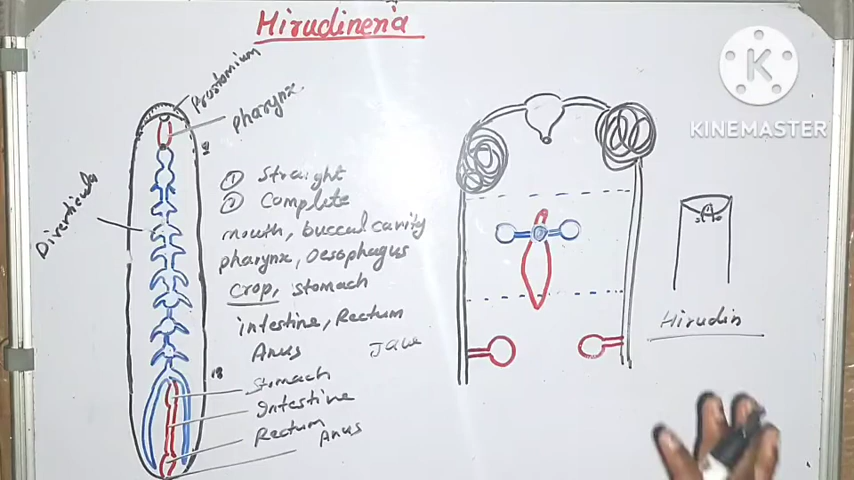 Hirudineria
Prostomium
pharynx
Diverticula
① Straight
② Complete
mouth, buccal cavity
pharynx, Oesophagus
Crop, stomach
intestine, Rectum
Anus
Jaw
18
Stomach
Intestine
Rectum
Anus
Hirudin
K
KINEMASTER